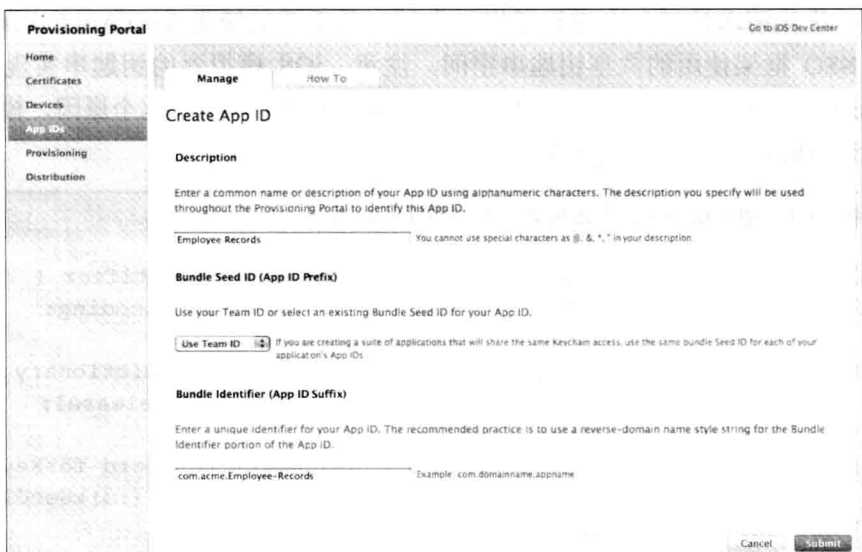 Provisioning Portal
Go to iOS Dev Center
Home
Certificates
Devices
App IDs
Provisioning
Distribution
Manage
How To
Create App ID
Description
Enter a common name or description of your App ID using alphanumeric characters. The description you specify will be used
throughout the Provisioning Portal to identify this App ID.
Employee Records
You cannot use special characters as @, &, *, " in your description
Bundle Seed ID (App ID Prefix)
Use your Team ID or select an existing Bundle Seed ID for your App ID.
Use Team ID
If you are creating a suite of applications that will share the same Keychain access, use the same bundle Seed ID for each of your
application's App IDs
Bundle Identifier (App ID Suffix)
Enter a unique identifier for your App ID. The recommended practice is to use a reverse-domain name style string for the Bundle
Identifier portion of the App ID.
com.acme.Employee-Records
Example: com.domainname.appname
Cancel
Submit